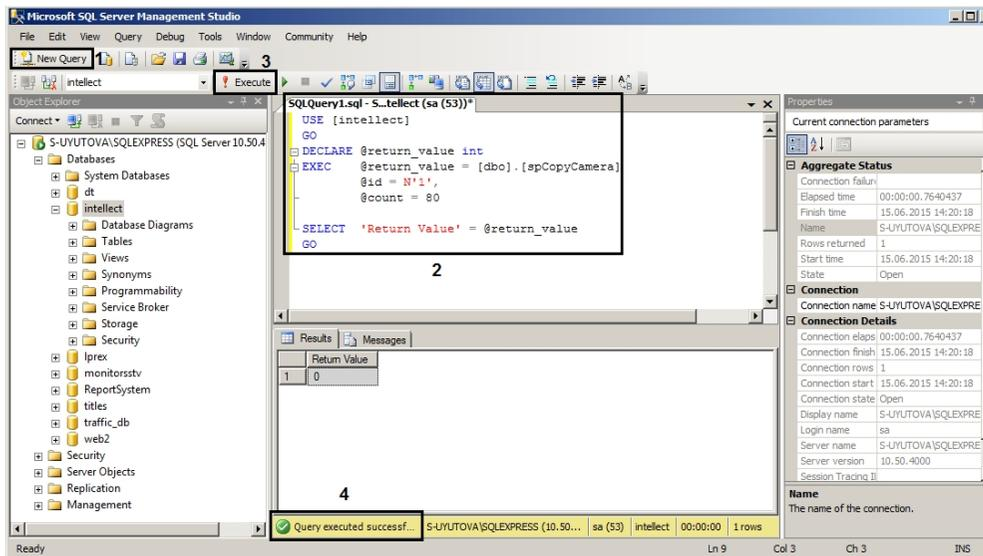 Microsoft SQL Server Management Studio
File Edit View Query Debug Tools Window Community Help
New Query 1
3
intellect Execute
Object Explorer
Connect
S-UYUTOVA\SQLEXPRESS (SQL Server 10.50.4
Databases
System Databases
dt
intellect
Database Diagrams
Tables
Views
Synonyms
Programmability
Service Broker
Storage
Security
lprex
monitorsstv
ReportSystem
titles
traffic_db
web2
Security
Server Objects
Replication
Management
SQLQuery1.sql - S...tellect (sa (53))*
USE [intellect]
GO
DECLARE @return_value int
EXEC @return_value = [dbo].[spCopyCamera]
@id = N'1',
@count = 80
SELECT 'Return Value' = @return_value
GO
2
Results Messages
Return Value
1 0
4
Query executed successf... S-UYUTOVA\SQLEXPRESS (10.50... sa (53) intellect 00:00:00 1 rows
Properties
Current connection parameters
Aggregate Status
Connection failur
Elapsed time 00:00:00.7640437
Finish time 15.06.2015 14:20:18
Name S-UYUTOVA\SQLEXPRE
Rows returned 1
Start time 15.06.2015 14:20:18
State Open
Connection
Connection name S-UYUTOVA\SQLEXPRE
Connection Details
Connection elaps 00:00:00.7640437
Connection finish 15.06.2015 14:20:18
Connection rows 1
Connection start 15.06.2015 14:20:18
Connection state Open
Display name S-UYUTOVA\SQLEXPRE
Login name sa
Server name S-UYUTOVA\SQLEXPRE
Server version 10.50.4000
Session Tracing I
Name
The name of the connection.
Ready Ln 9 Col 3 Ch 3 INS